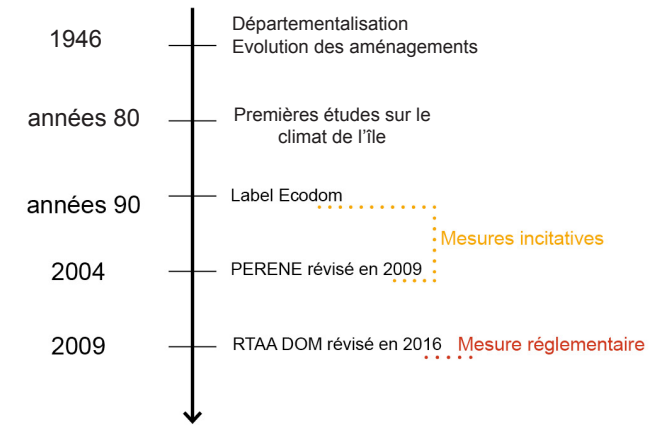 1946
Départementalisation
Evolution des aménagements
années 80
Premières études sur le
climat de l'île
années 90
Label Ecodom
Mesures incitatives
2004
PERENE révisé en 2009
2009
RTAA DOM révisé en 2016
Mesure réglementaire